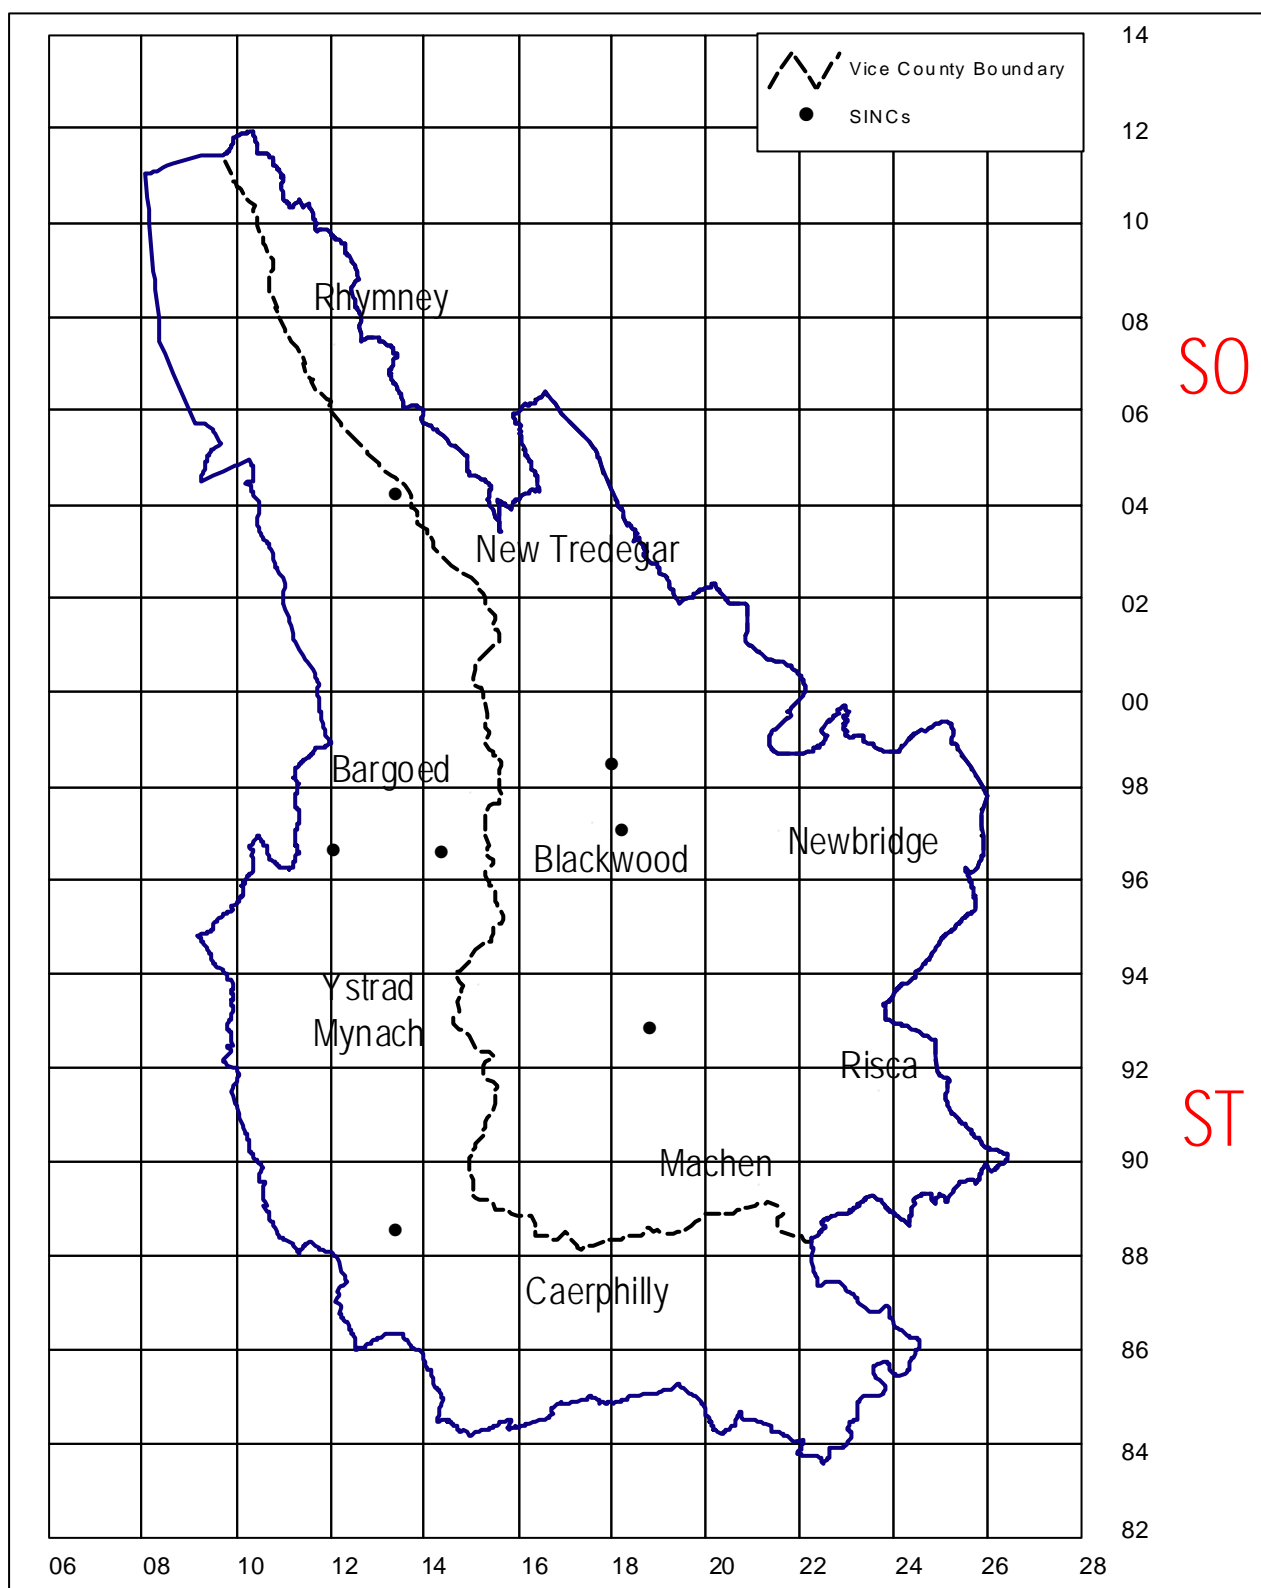 14
Vice County Boundary
SINCs
12
10
Rhymney
08
SO
06
04
New Tredegar
02
00
Bargoed
98
Newbridge
Blackwood
96
94
Ystrad
Mynach
92
Risca
ST
90
Machen
88
Caerphilly
86
84
82
06 08 10 12 14 16 18 20 22 24 26 28